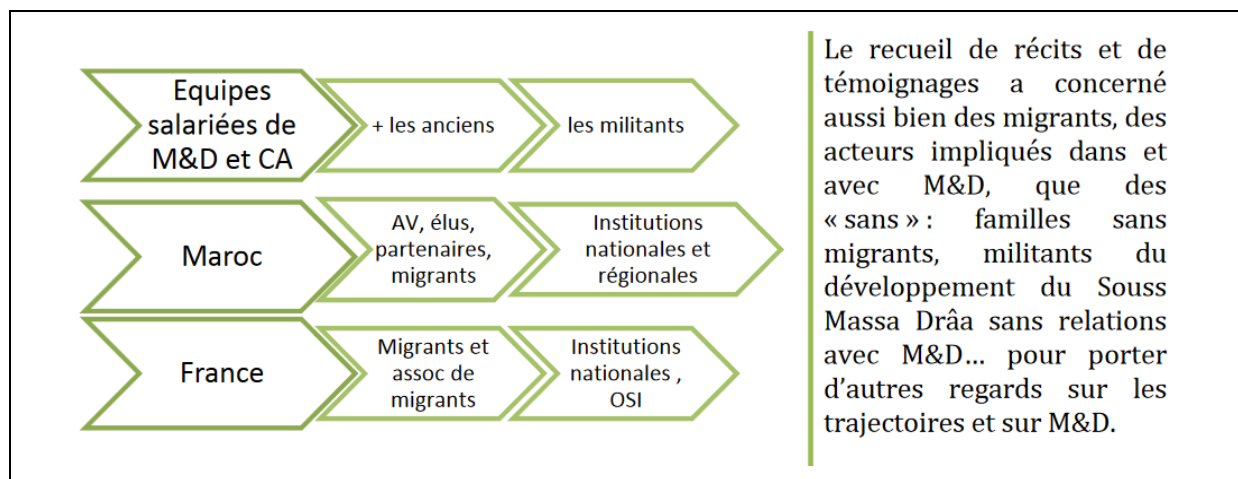 Equipes
salariées de
M&D et CA
+ les anciens
les militants
Maroc
AV, élus,
partenaires,
migrants
Institutions
nationales et
régionales
France
Migrants et
assoc de
migrants
Institutions
nationales ,
OSI
Le recueil de récits et de
témoignages a concerné
aussi bien des migrants, des
acteurs impliqués dans et
avec M&D, que des
« sans » : familles sans
migrants, militants du
développement du Souss
Massa Drâa sans relations
avec M&D… pour porter
d’autres regards sur les
trajectoires et sur M&D.